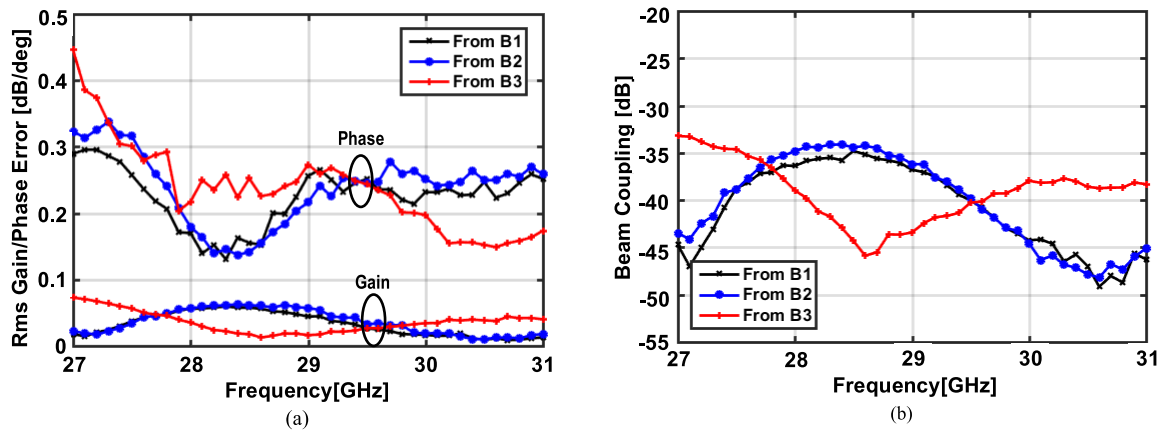 Rms Gain/Phase Error [dB/deg]
0.5
0.4
0.3
0.2
0.1
0
From B1
From B2
From B3
Phase
Gain
27 28 29 30 31
Frequency[GHz]
(a)
Beam Coupling [dB]
-20
-25
-30
-35
-40
-45
-50
-55
From B1
From B2
From B3
27 28 29 30 31
Frequency[GHz]
(b)